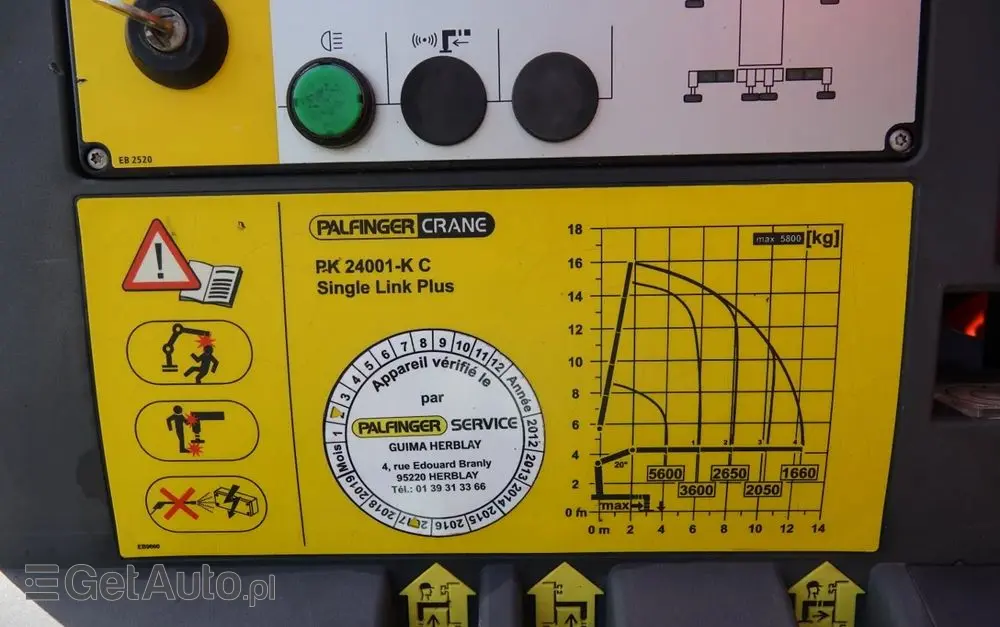 EB 2520
PALFINGER CRANE
PK 24001-K C
Single Link Plus
max 5800 [kg]
18
16
14
12
10
8
6
4
2
0 m
20°
1 2 3 4
5600 2650 1660
3600 2050
max
0 m 2 4 6 8 10 12 14
Mois 1 3 4 5 6 7 8 9 10 11 12 Année 2012 2013 2014 2015 2016 2017 2018 2019
Appareil vérifié le
par
PALFINGER SERVICE
GUIMA HERBLAY
4, rue Edouard Branly
95220 HERBLAY
Tél.: 01 39 31 33 66
GetAuto.pl